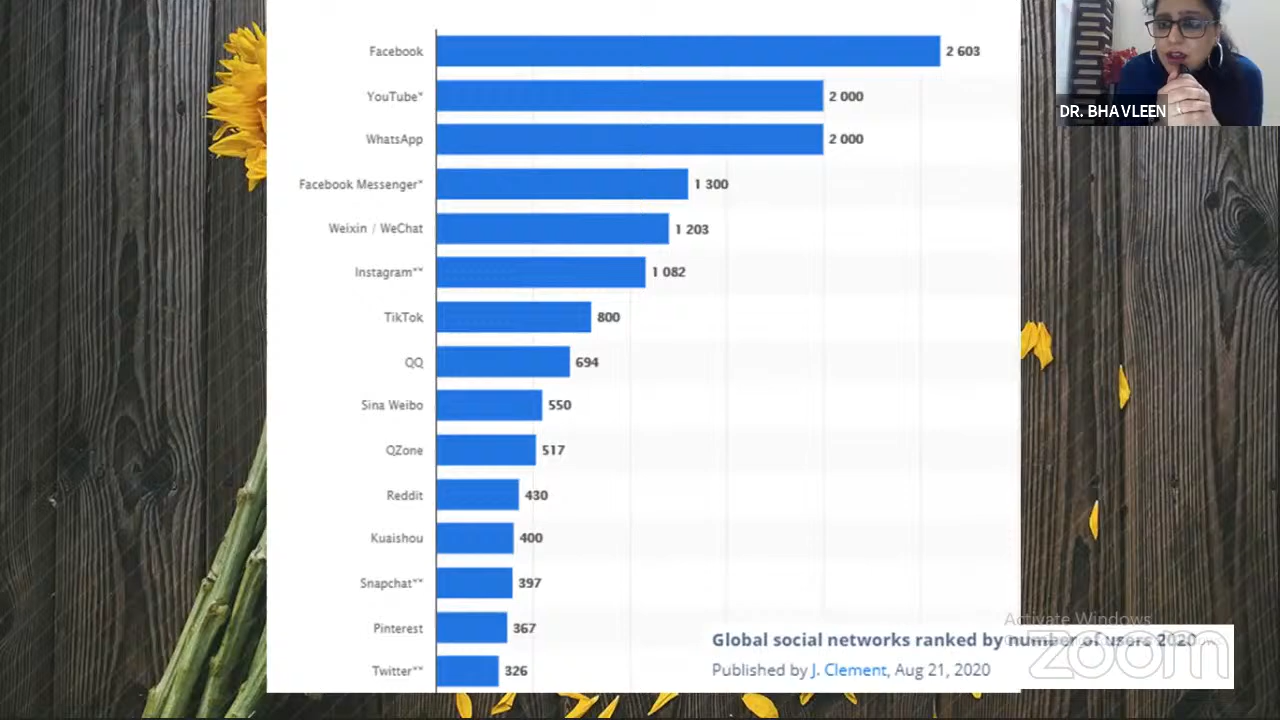 Facebook 2 603
YouTube* 2 000
WhatsApp 2 000
Facebook Messenger* 1 300
Weixin / WeChat 1 203
Instagram** 1 082
TikTok 800
QQ 694
Sina Weibo 550
QZone 517
Reddit 430
Kuaishou 400
Snapchat** 397
Pinterest 367
Twitter** 326
DR. BHAVLEEN
Activate Windows
Global social networks ranked by number of users 2020
Published by J. Clement, Aug 21, 2020
zoom